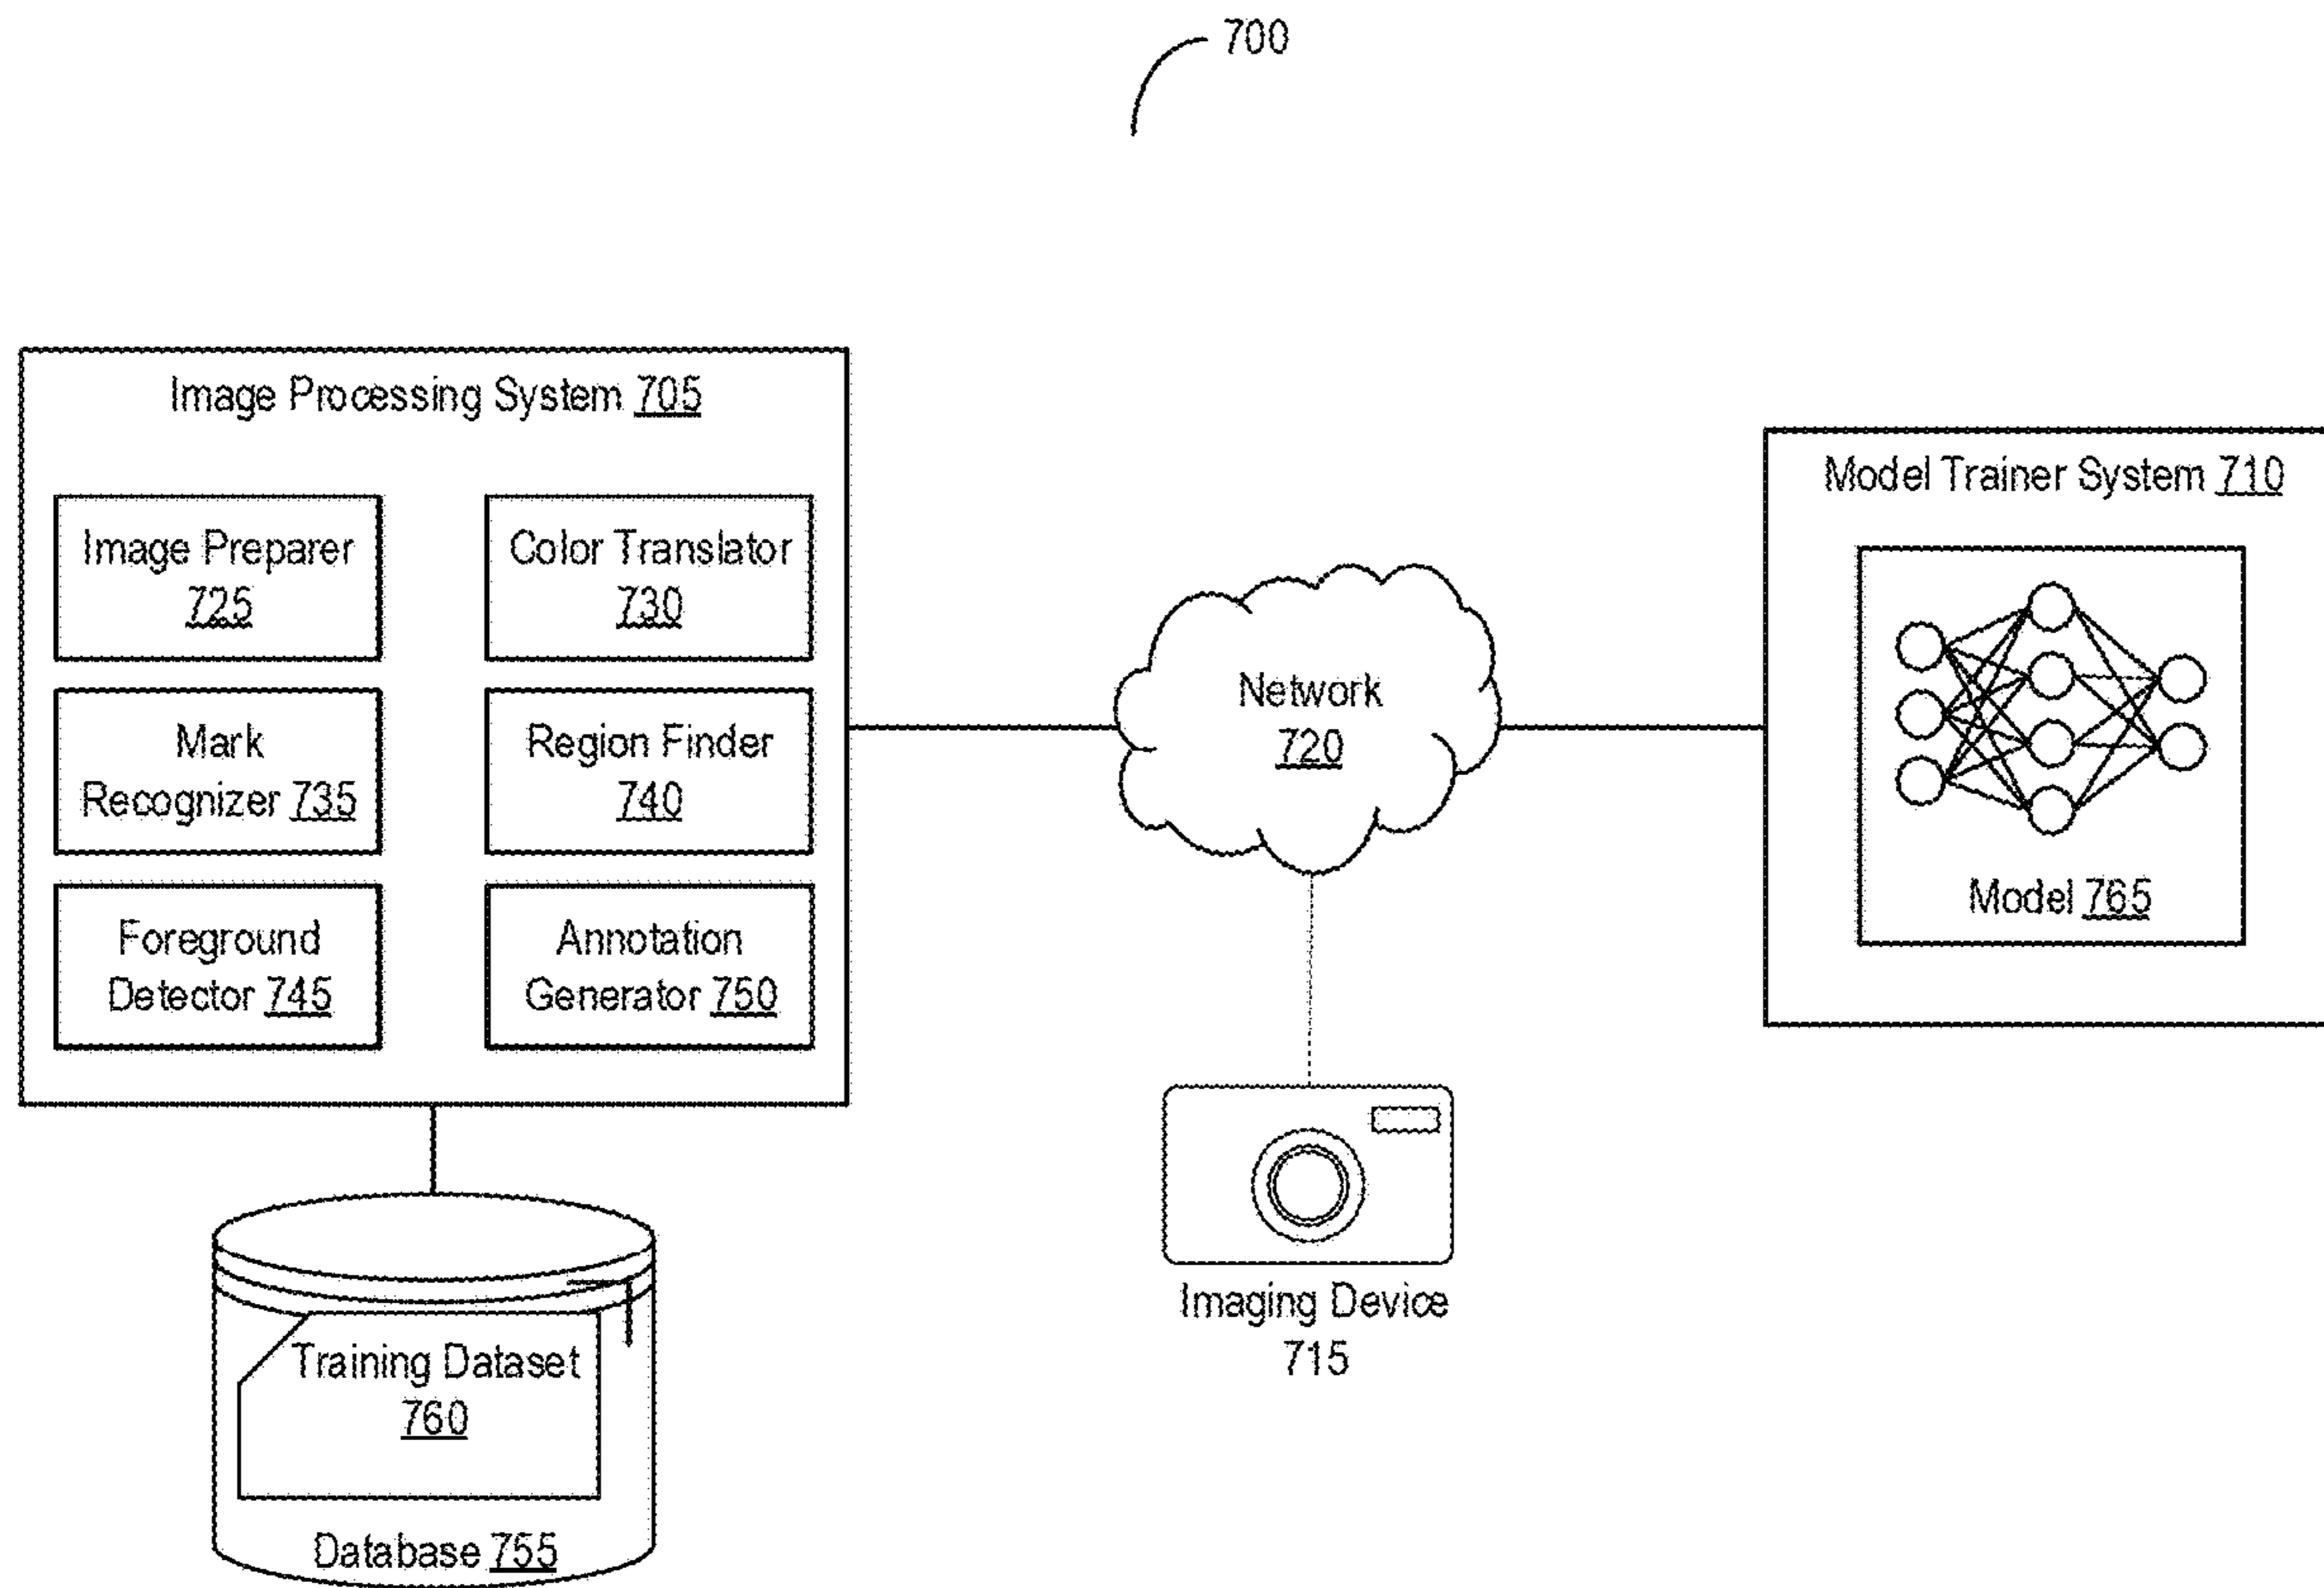 700
Image Processing System 705
Image Preparer
725
Color Translator
730
Mark
Recognizer 735
Region Finder
740
Foreground
Detector 745
Annotation
Generator 750
Network
720
Model Trainer System 710
Model 765
Imaging Device
715
Training Dataset
760
Database 755